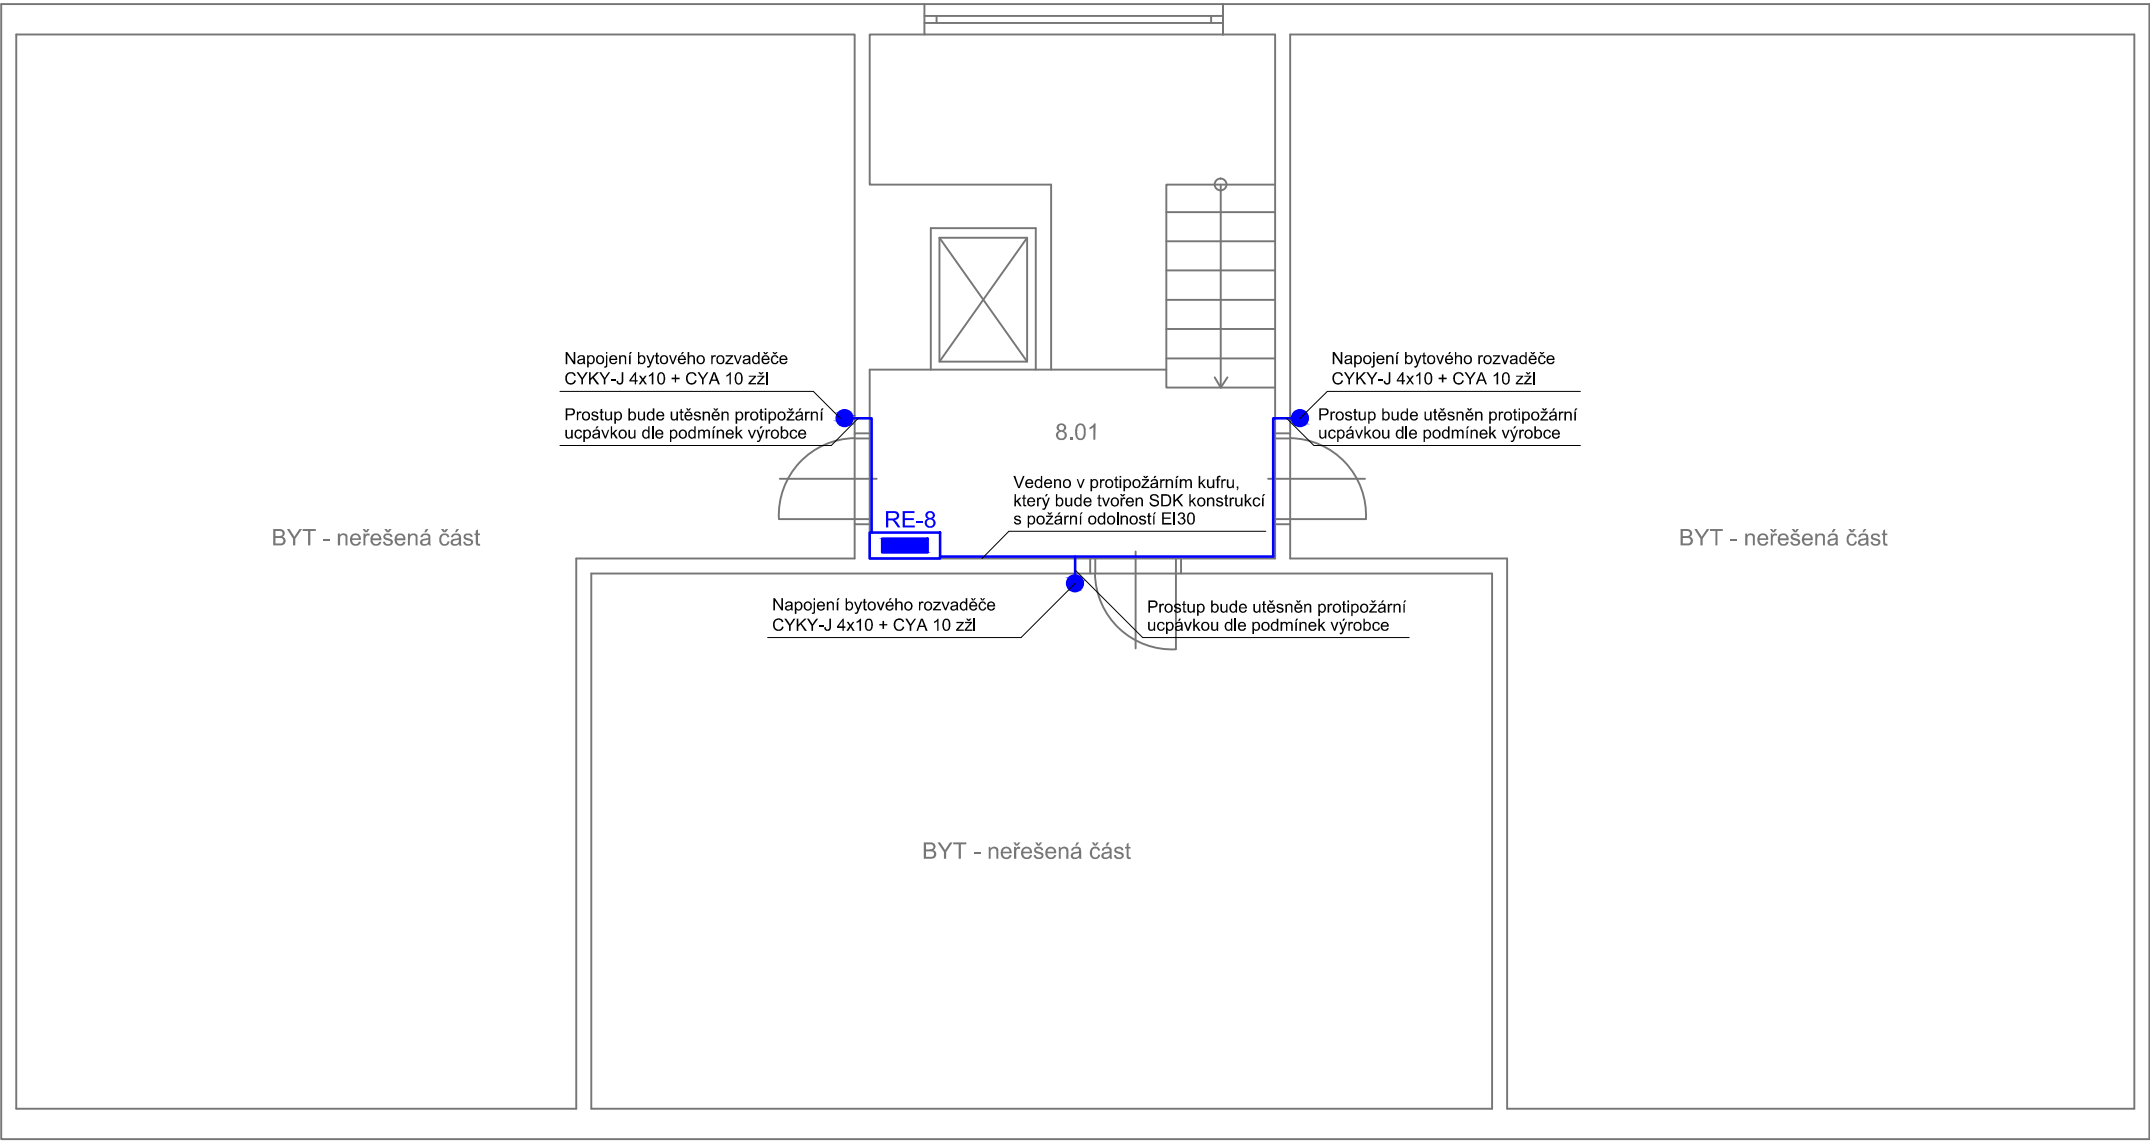 Napojení bytového rozvaděče
CYKY-J 4x10 + CYA 10 zžl
Prostup bude utěsněn protipožární
ucpávkou dle podmínek výrobce
Napojení bytového rozvaděče
CYKY-J 4x10 + CYA 10 zžl
Prostup bude utěsněn protipožární
ucpávkou dle podmínek výrobce
8.01
Vedeno v protipožárním kufru,
který bude tvořen SDK konstrukcí
s požární odolností EI30
RE-8
BYT - neřešená část
BYT - neřešená část
Napojení bytového rozvaděče
CYKY-J 4x10 + CYA 10 zžl
Prostup bude utěsněn protipožární
ucpávkou dle podmínek výrobce
BYT - neřešená část